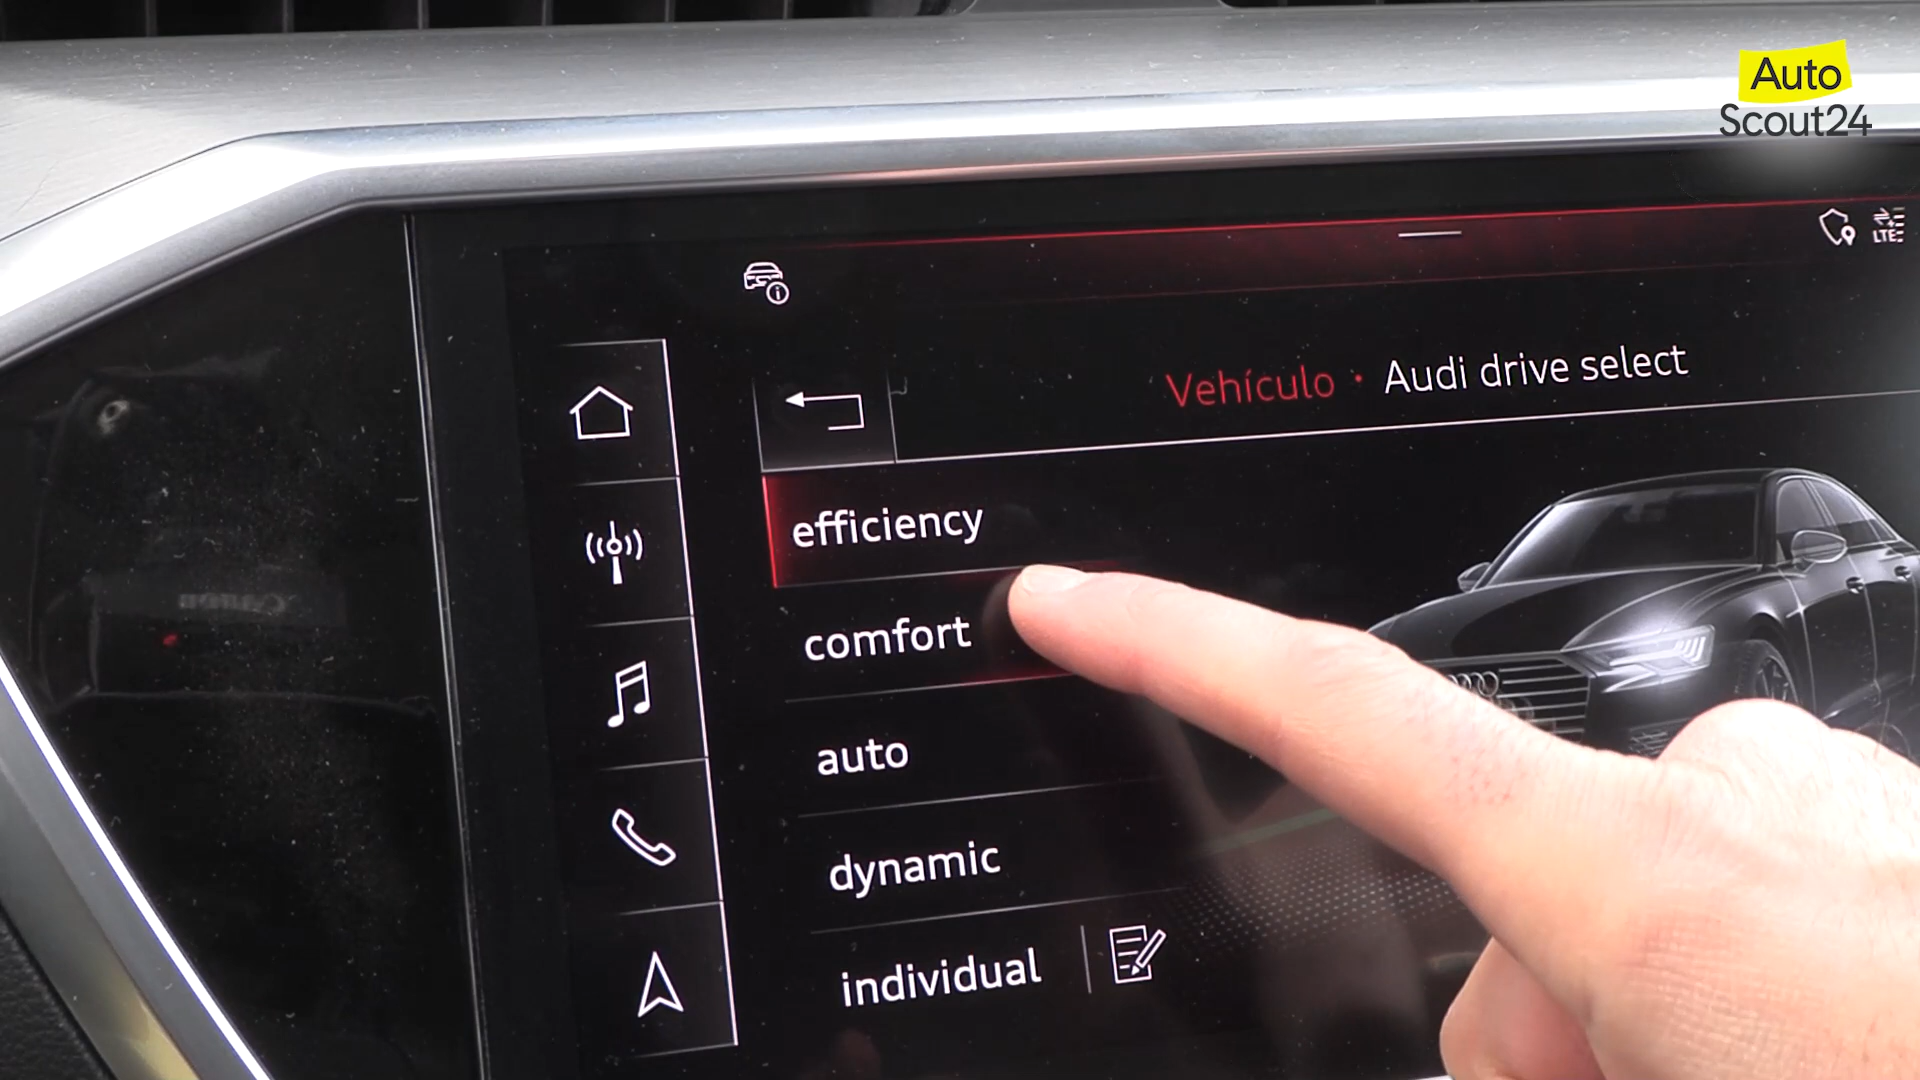 Auto
Scout24
LTE
Vehículo · Audi drive select
efficiency
comfort
auto
dynamic
individual